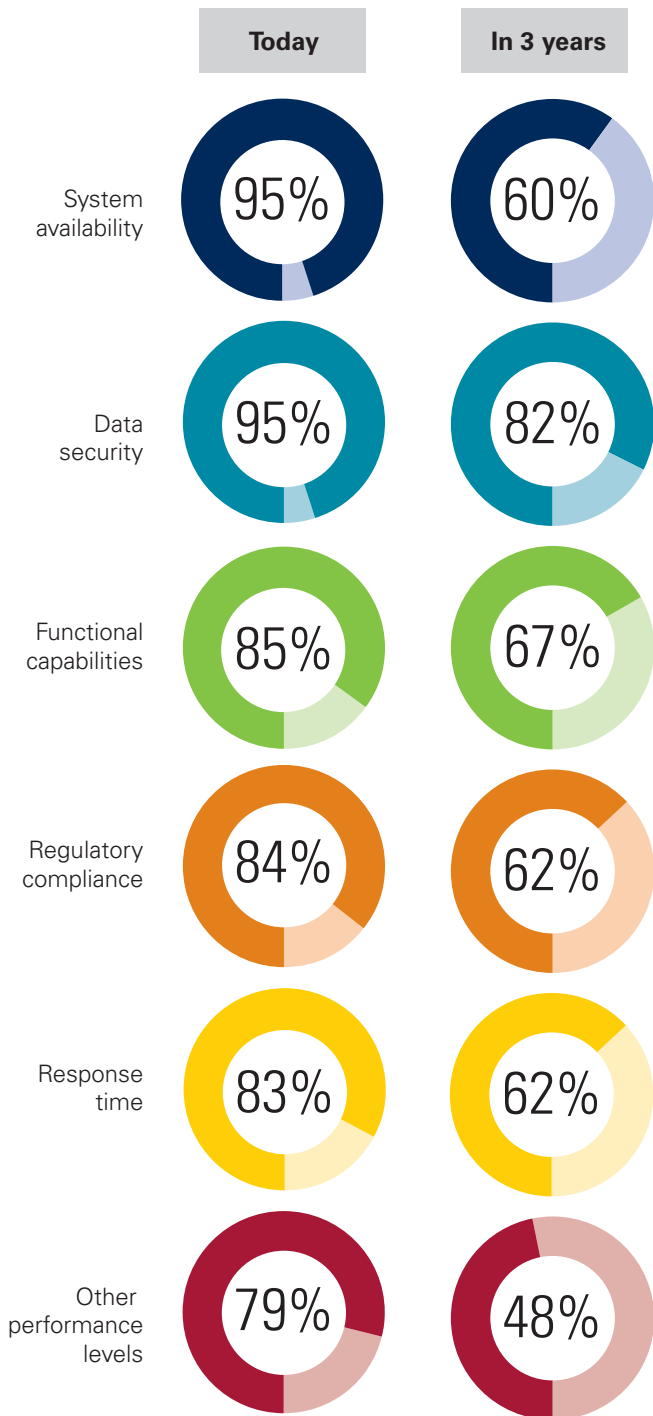 Today
In 3 years
System
availability
95%
60%
Data
security
95%
82%
Functional
capabilities
85%
67%
Regulatory
compliance
84%
62%
Response
time
83%
62%
Other
performance
levels
79%
48%